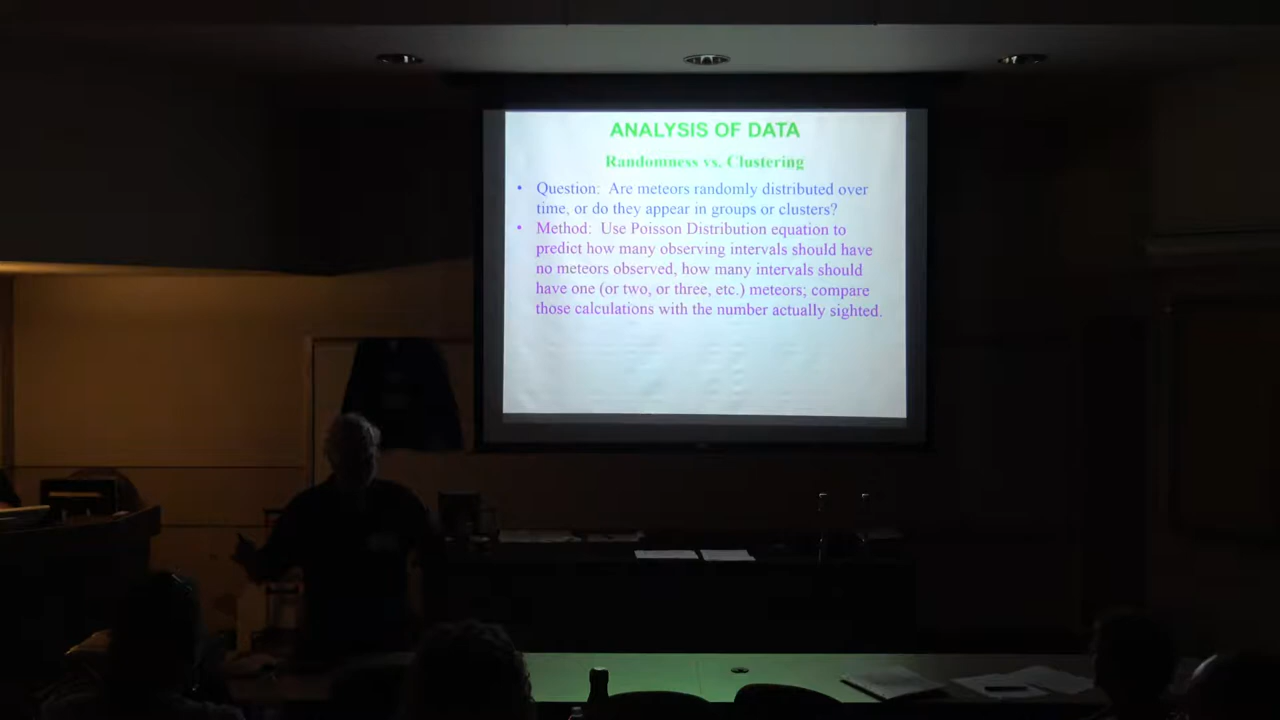 ANALYSIS OF DATA
Randomness vs. Clustering
• Question: Are meteors randomly distributed over
time, or do they appear in groups or clusters?
• Method: Use Poisson Distribution equation to
predict how many observing intervals should have
no meteors observed, how many intervals should
have one (or two, or three, etc.) meteors; compare
those calculations with the number actually sighted.